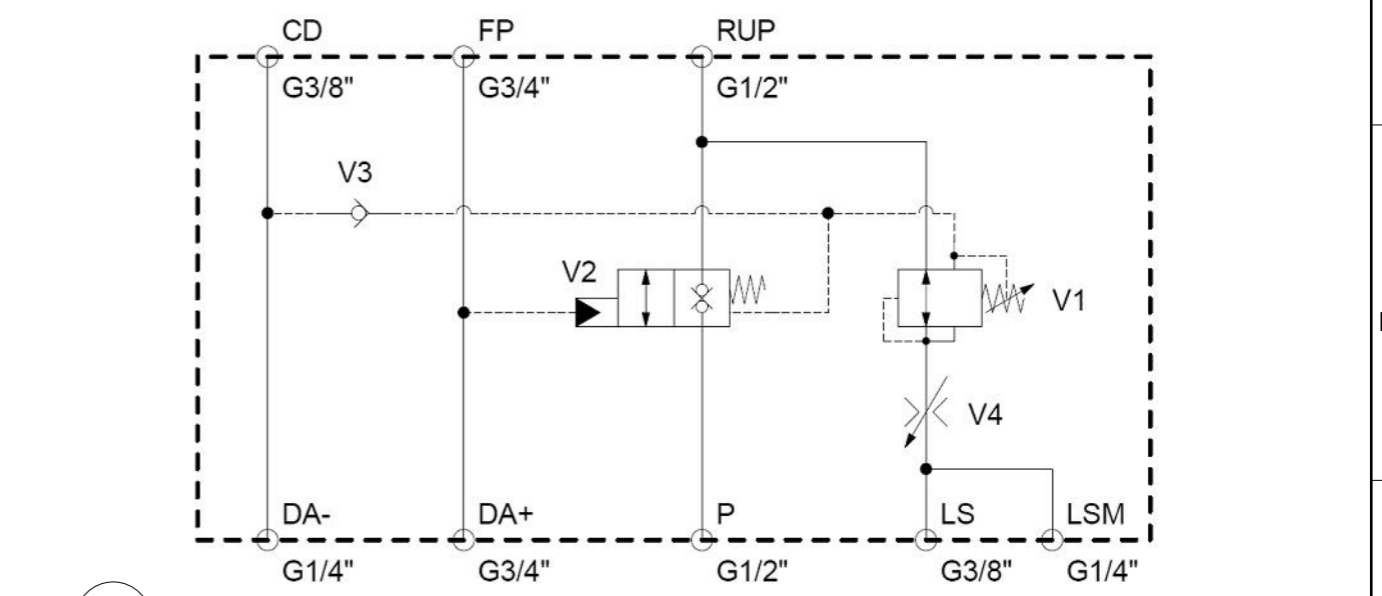 CD FP RUP
G3/8" G3/4" G1/2"
V3
V2
V1
V4
DA- DA+ P LS LSM
G1/4" G3/4" G1/2" G3/8" G1/4"